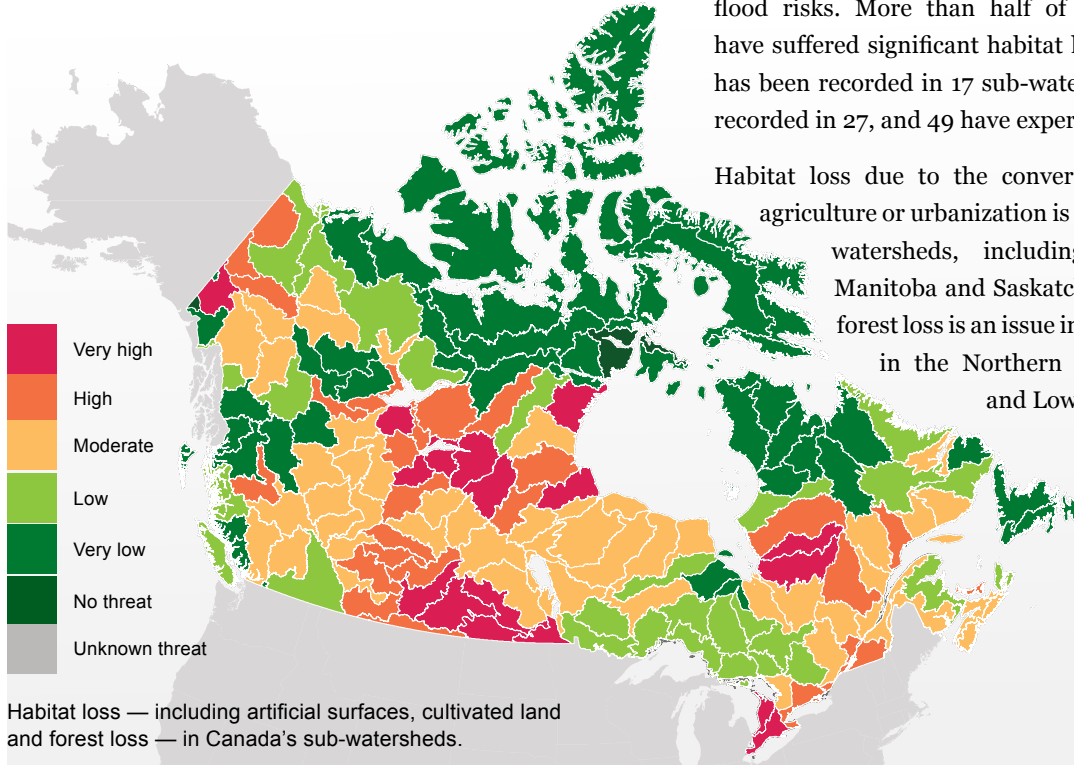 flood risks. More than half of
have suffered significant habitat
has been recorded in 17 sub-wate
recorded in 27, and 49 have exper
Habitat loss due to the conver
agriculture or urbanization is
watersheds, including
Manitoba and Saskatc
forest loss is an issue in
in the Northern
and Low
Very high
High
Moderate
Low
Very low
No threat
Unknown threat
Habitat loss — including artificial surfaces, cultivated land
and forest loss — in Canada's sub-watersheds.